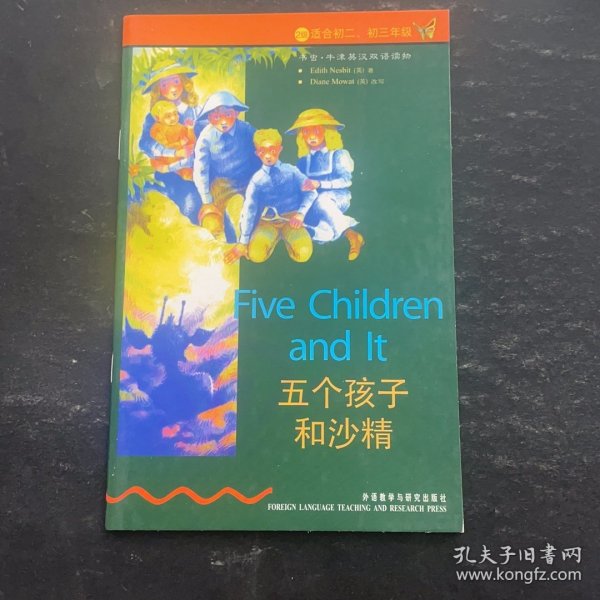 2级 适合初二、初三年级
书虫·牛津英汉双语读物
■ Edith Nesbit (英) 著
■ Diane Mowat (英) 改写
Five Children
and It
五个孩子
和沙精
外语教学与研究出版社
FOREIGN LANGUAGE TEACHING AND RESEARCH PRESS
孔夫子旧书网
www.kongfz.com